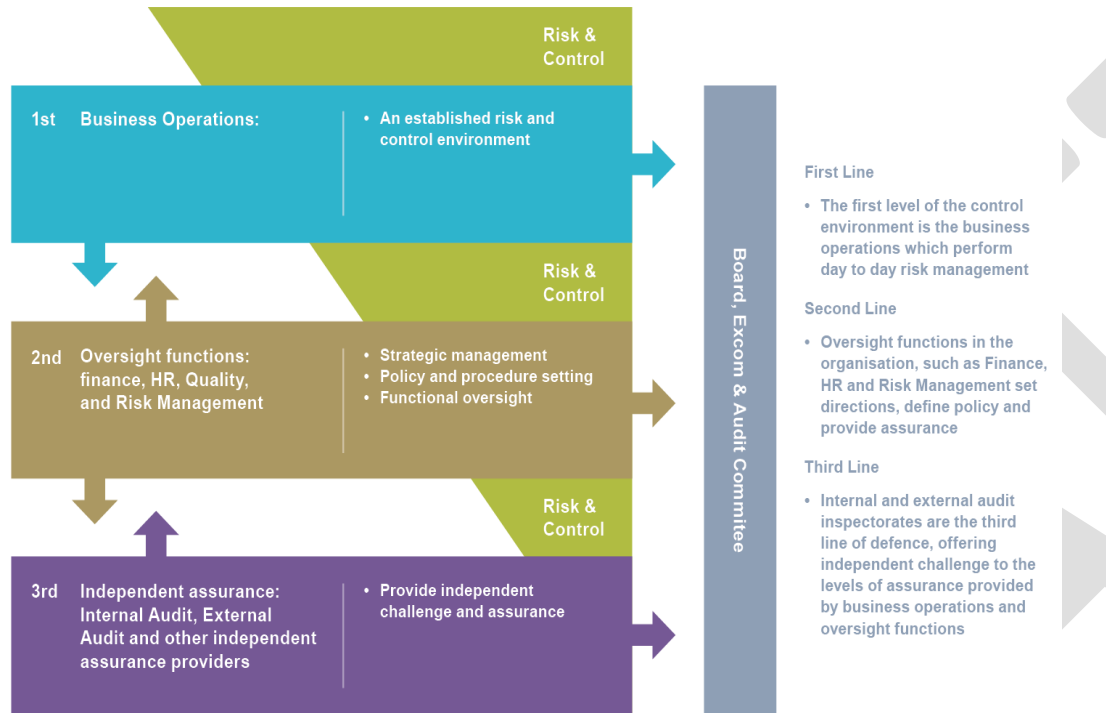 Risk &
Control
1st Business Operations:
• An established risk and
control environment
Risk &
Control
2nd Oversight functions:
finance, HR, Quality,
and Risk Management
• Strategic management
• Policy and procedure setting
• Functional oversight
Risk &
Control
3rd Independent assurance:
Internal Audit, External
Audit and other independent
assurance providers
• Provide independent
challenge and assurance
Board, Excom & Audit Commitee
First Line
• The first level of the control
environment is the business
operations which perform
day to day risk management
Second Line
• Oversight functions in the
organisation, such as Finance,
HR and Risk Management set
directions, define policy and
provide assurance
Third Line
• Internal and external audit
inspectorates are the third
line of defence, offering
independent challenge to the
levels of assurance provided
by business operations and
oversight functions